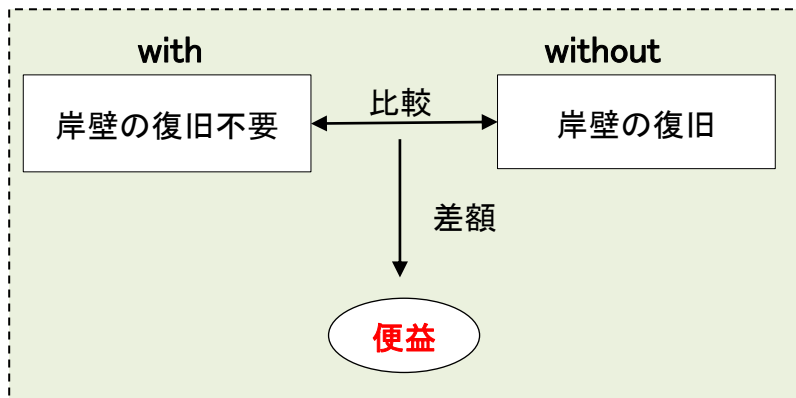 with
without
岸壁の復旧不要
比較
岸壁の復旧
差額
便益